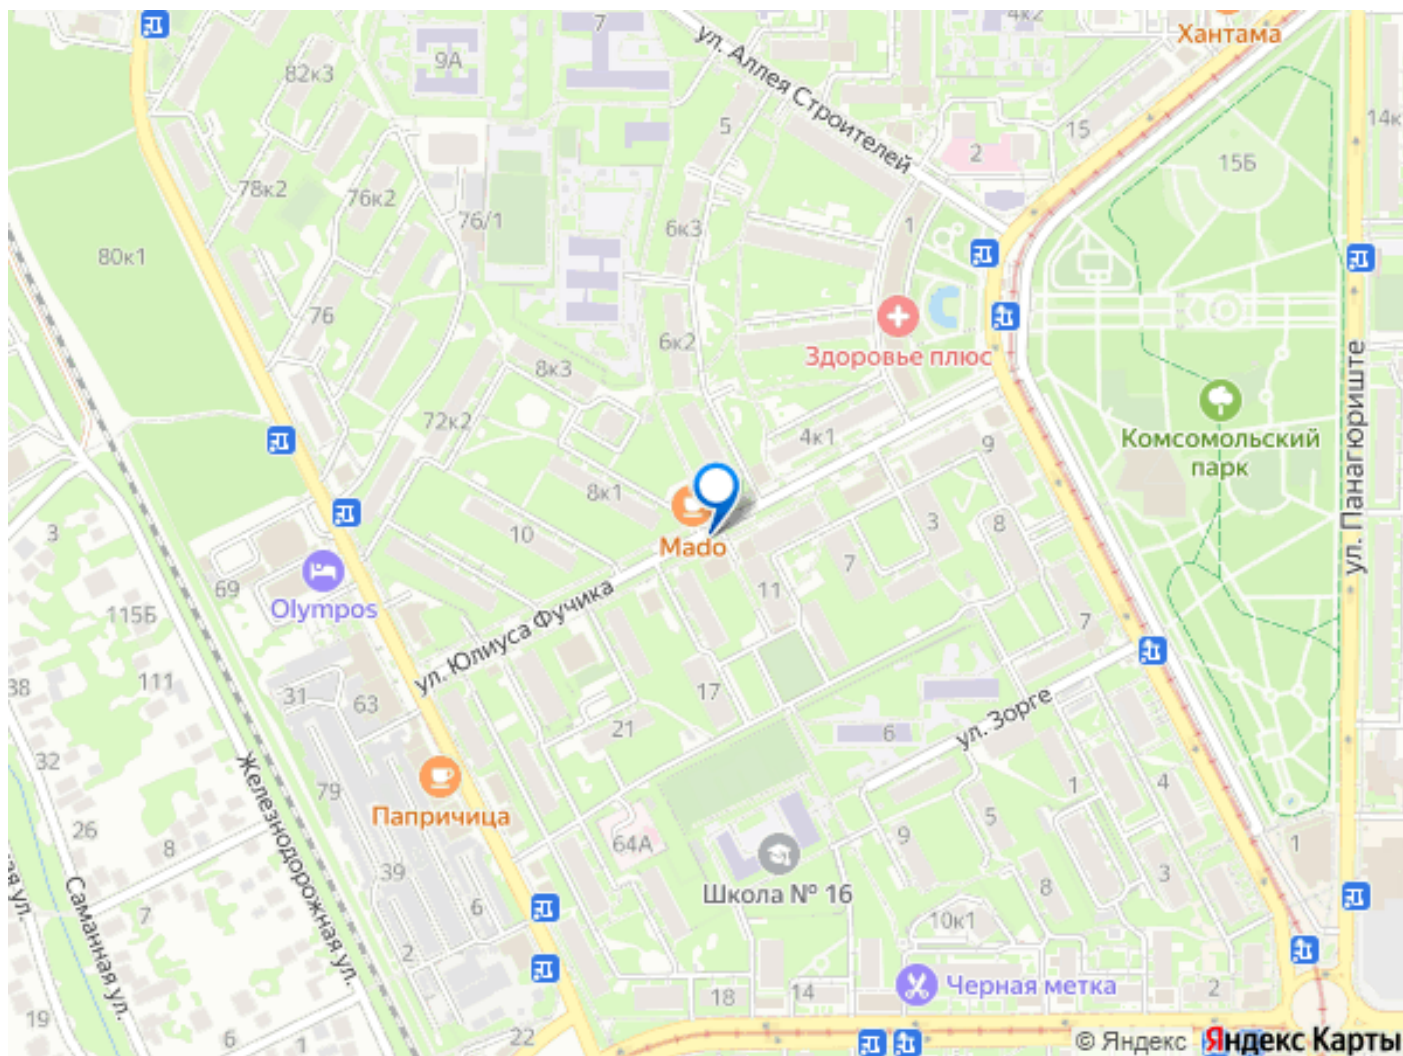 7
4к2
Хантама
ул. Аллея Строителей
9А
82к3
5
15
14к
2
15Б
78к2
76к2
76/1
6к3
1
80к1
76
6к2
8к3
Здоровье плюс
ул. Панагюриште
72к2
4к1
9
Комсомольский
парк
8к1
10
3
8
3
Mado
7
69
Olympos
11
115Б
ул. Юлиуса Фучика
7
38
111
31
63
17
21
6
ул. Зорге
32
Железнодорожная ул.
79
Папричица
1
4
26
8
64А
9
5
1
39
Школа № 16
8
3
ая ул.
Саманная ул.
7
6
10к1
2
Черная метка
18
14
2
19
6
1
22
© Яндекс Яндекс Карты